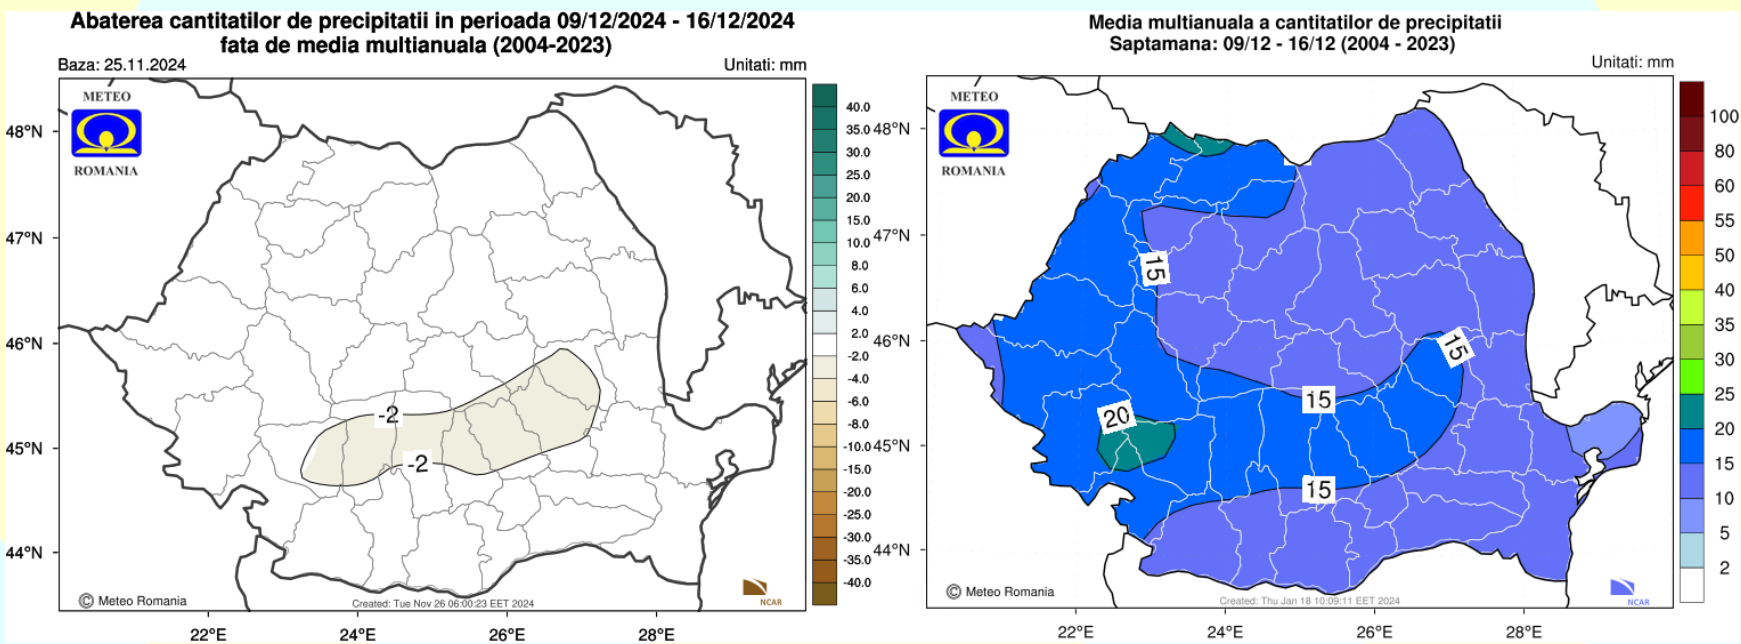 Abaterea cantitatilor de precipitatii in perioada 09/12/2024 - 16/12/2024
fata de media multianuala (2004-2023)
Baza: 25.11.2024
Unitati: mm
METEO
ROMANIA
48°N
47°N
46°N
45°N
44°N
-2
-2
40.0
35.0
30.0
25.0
20.0
15.0
10.0
8.0
6.0
4.0
2.0
-2.0
-4.0
-6.0
-8.0
-10.0
-15.0
-20.0
-25.0
-30.0
-35.0
-40.0
© Meteo Romania
Created: Tue Nov 26 06:00:23 EET 2024
NCAR
22°E
24°E
26°E
28°E
Media multianuala a cantitatilor de precipitatii
Saptamana: 09/12 - 16/12 (2004 - 2023)
Unitati: mm
METEO
ROMANIA
48°N
47°N
46°N
45°N
44°N
15
15
15
20
15
100
80
60
55
50
40
35
30
25
20
15
10
5
2
© Meteo Romania
Created: Thu Jan 18 10:09:11 EET 2024
NCAR
22°E
24°E
26°E
28°E